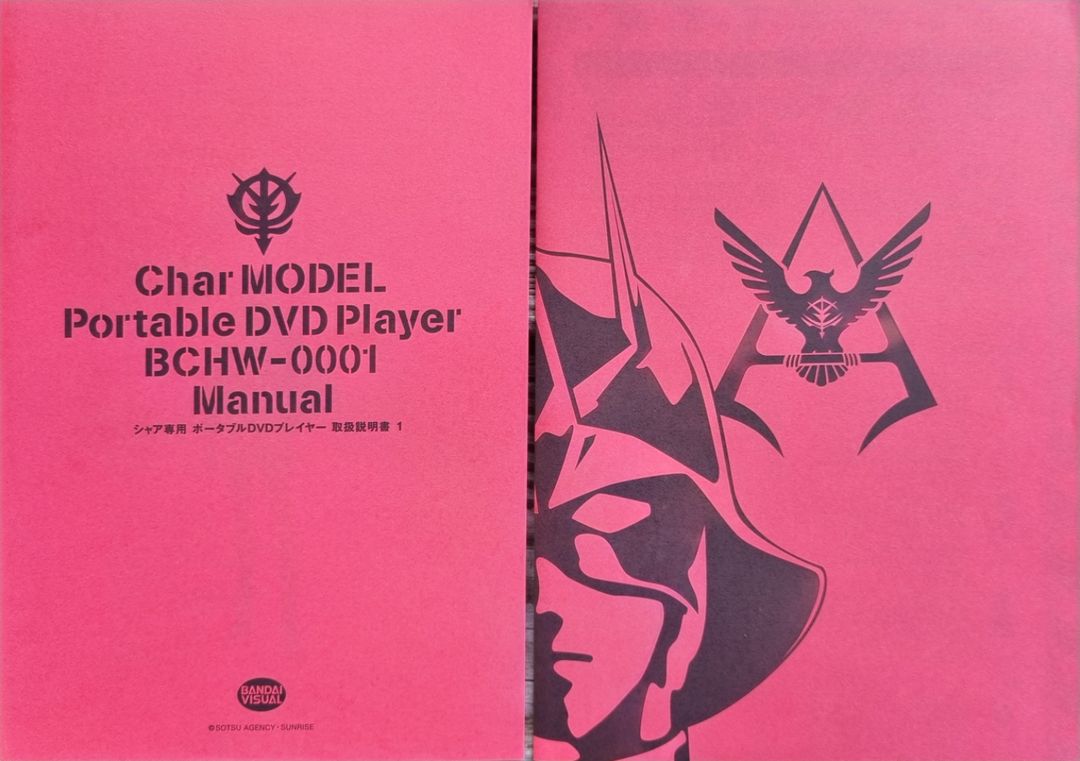 Char MODEL
Portable DVD Player
BCHW-0001
Manual
シャア専用 ポータブルDVDプレイヤー 取扱説明書 1
BANDAI
VISUAL
©SOTSU AGENCY・SUNRISE